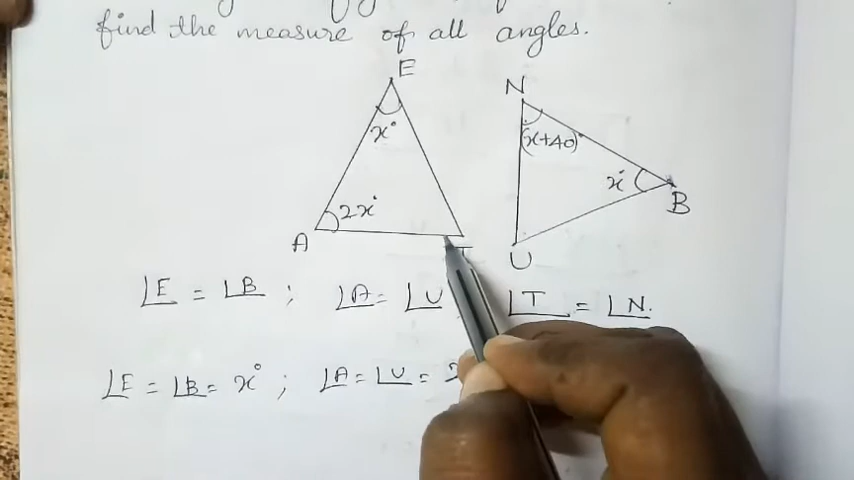 find the measure of all angles.
E
N
x°
(x+40)°
x°
B
2x°
A
U
∠E = ∠B ; ∠A = ∠U ∠T = ∠N.
∠E = ∠B = x° ; ∠A = ∠U =